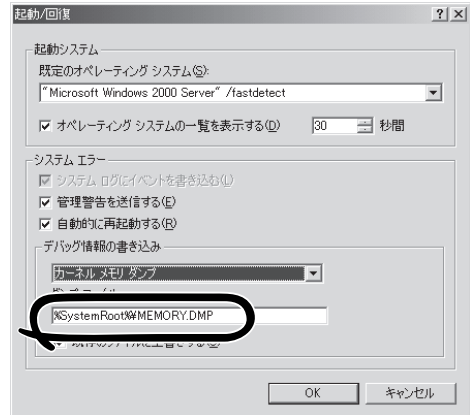 起動/回復
起動システム
既定のオペレーティング システム(S):
"Microsoft Windows 2000 Server" /fastdetect
オペレーティング システムの一覧を表示する(D) 30 秒間
システム エラー
システム ログにイベントを書き込む(L)
管理警告を送信する(E)
自動的に再起動する(R)
デバッグ情報の書き込み
カーネル メモリ ダンプ
%SystemRoot%¥MEMORY.DMP
OK キャンセル